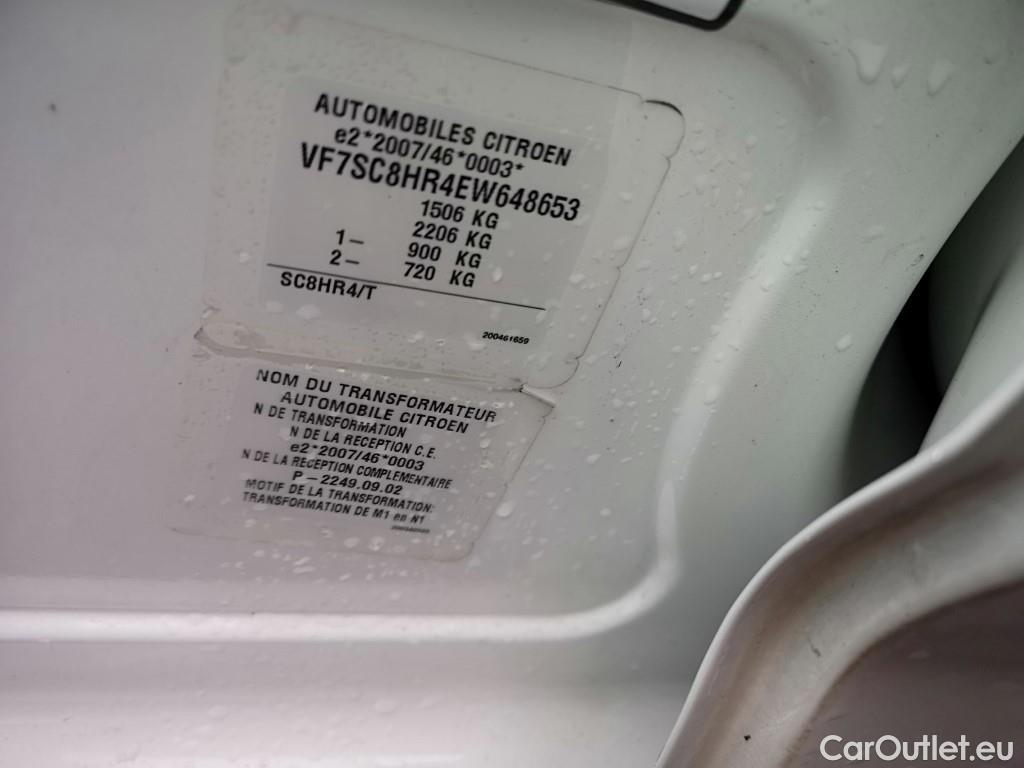 AUTOMOBILES CITROEN
e2*2007/46*0003*
VF7SC8HR4EW648653
1506 KG
2206 KG
1- 900 KG
2- 720 KG
SC8HR4/T
200461659
NOM DU TRANSFORMATEUR
AUTOMOBILE CITROEN
N DE TRANSFORMATION
N DE LA RECEPTION C.E.
e2*2007/46*0003
N DE LA RECEPTION COMPLEMENTAIRE
P-2249.09.02
MOTIF DE LA TRANSFORMATION:
TRANSFORMATION DE M1 en N1
CarOutlet.eu